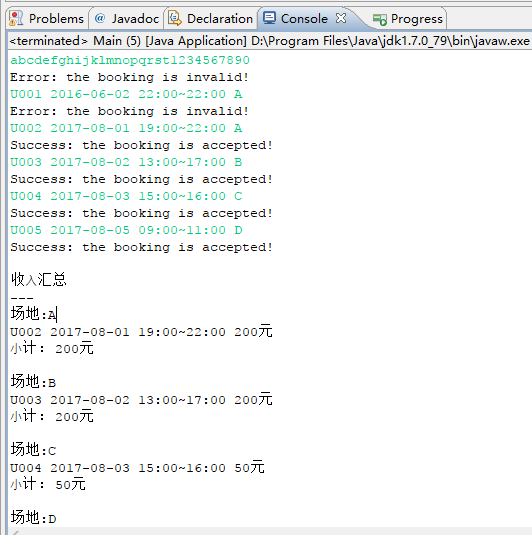 Problems @ Javadoc Declaration Console Progress
<terminated> Main (5) [Java Application] D:\Program Files\Java\jdk1.7.0_79\bin\javaw.exe
abcdefghijklmnopqrst1234567890
Error: the booking is invalid!
U001 2016-06-02 22:00~22:00 A
Error: the booking is invalid!
U002 2017-08-01 19:00~22:00 A
Success: the booking is accepted!
U003 2017-08-02 13:00~17:00 B
Success: the booking is accepted!
U004 2017-08-03 15:00~16:00 C
Success: the booking is accepted!
U005 2017-08-05 09:00~11:00 D
Success: the booking is accepted!
收入汇总
---
场地:A
U002 2017-08-01 19:00~22:00 200元
小计: 200元
场地:B
U003 2017-08-02 13:00~17:00 200元
小计: 200元
场地:C
U004 2017-08-03 15:00~16:00 50元
小计: 50元
场地:D